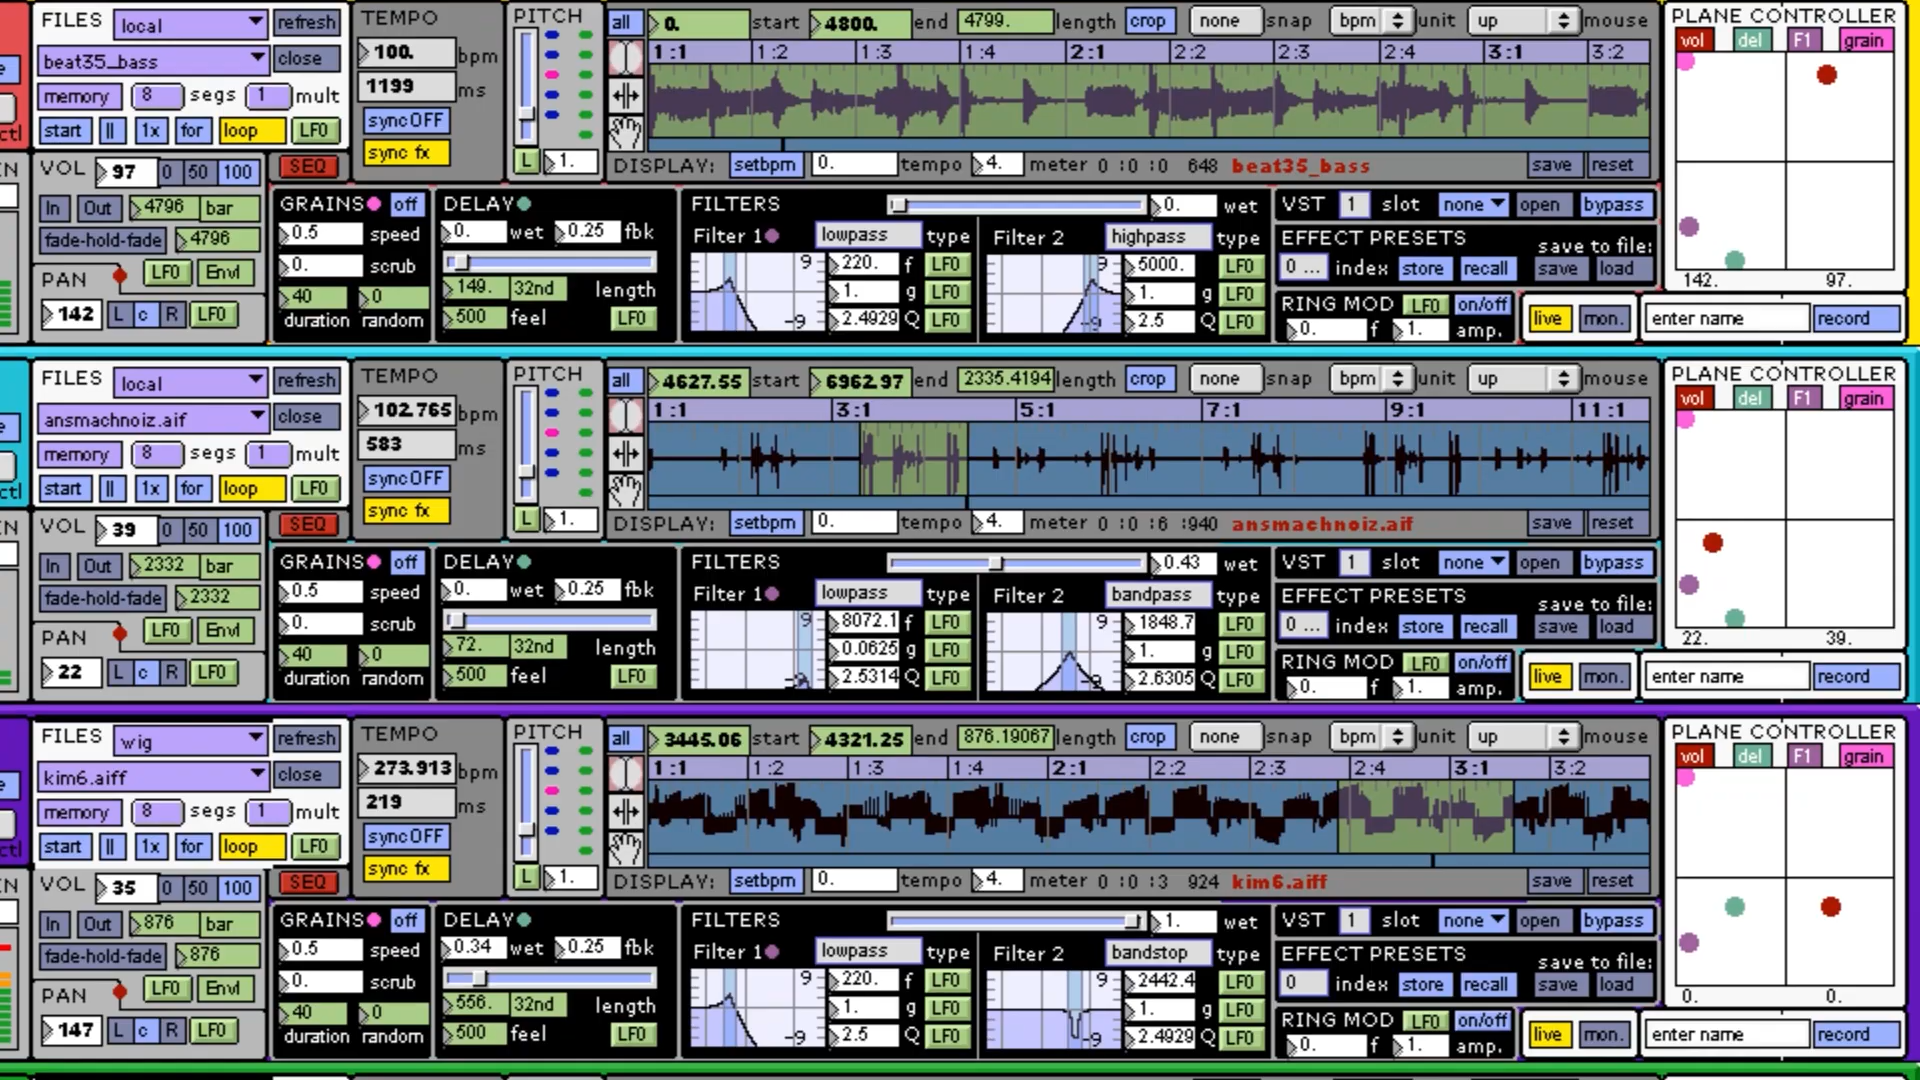 FILES local refresh TEMPO PITCH all 0. start 4800. end 4799. length crop none snap bpm unit up mouse PLANE CONTROLLER
beat35_bass close 100. bpm 1:1 1:2 1:3 1:4 2:1 2:2 2:3 2:4 3:1 3:2 vol del F1 grain
memory 8 segs 1 mult 1199 ms
start || 1x for loop LFO syncOFF
sync fx
VOL 97 0 50 100 SEQ L 1. DISPLAY: setbpm 0. tempo 4. meter 0 :0 :0 648 beat35_bass save reset
In Out 4796 bar GRAINS off DELAY FILTERS 0. wet VST 1 slot none open bypass
fade-hold-fade 4796 0.5 speed 0. wet 0.25 fbk Filter 1 lowpass type Filter 2 highpass type EFFECT PRESETS save to file:
PAN LFO Envl 0. scrub 9 220. f LFO 9 5000. LFO 0 ... index store recall save load 142. 97.
142 L c R LFO 40 0 149. 32nd length 1. g LFO 1. g LFO RING MOD LFO on/off
duration random 500 feel LFO -9 2.4929 Q LFO -9 2.5 Q LFO 0. f 1. amp. live mon. enter name record
FILES local refresh TEMPO PITCH all 4627.55 start 6962.97 end 2335.4194 length crop none snap bpm unit up mouse PLANE CONTROLLER
ansmachnoiz.aif close 102.765 bpm 1:1 3:1 5:1 7:1 9:1 11:1 vol del F1 grain
memory 8 segs 1 mult 583 ms
start || 1x for loop LFO syncOFF
sync fx
VOL 39 0 50 100 SEQ L 1. DISPLAY: setbpm 0. tempo 4. meter 0 :0 :6 :940 ansmachnoiz.aif save reset
In Out 2332 bar GRAINS off DELAY FILTERS 0.43 wet VST 1 slot none open bypass
fade-hold-fade 2332 0.5 speed 0. wet 0.25 fbk Filter 1 lowpass type Filter 2 bandpass type EFFECT PRESETS save to file:
PAN LFO Envl 0. scrub 9 8072.1 f LFO 9 1848.7 LFO 0 ... index store recall save load 22. 39.
22 L c R LFO 40 0 72. 32nd length 0.0625 g LFO 1. g LFO RING MOD LFO on/off
duration random 500 feel LFO -9 2.5314 Q LFO -9 2.6305 Q LFO 0. f 1. amp. live mon. enter name record
FILES wig refresh TEMPO PITCH all 3445.06 start 4321.25 end 876.19067 length crop none snap bpm unit up mouse PLANE CONTROLLER
kim6.aiff close 273.913 bpm 1:1 1:2 1:3 1:4 2:1 2:2 2:3 2:4 3:1 3:2 vol del F1 grain
memory 8 segs 1 mult 219 ms
start || 1x for loop LFO syncOFF
sync fx
VOL 35 0 50 100 SEQ L 1. DISPLAY: setbpm 0. tempo 4. meter 0 :0 :3 924 kim6.aiff save reset
In Out 876 bar GRAINS off DELAY FILTERS 1. wet VST 1 slot none open bypass
fade-hold-fade 876 0.5 speed 0.34 wet 0.25 fbk Filter 1 lowpass type Filter 2 bandstop type EFFECT PRESETS save to file:
PAN LFO Envl 0. scrub 9 220. f LFO 9 2442.4 LFO 0 index store recall save load 0. 0.
147 L c R LFO 40 0 556. 32nd length 1. g LFO 1. g LFO RING MOD LFO on/off
duration random 500 feel LFO -9 2.5 Q LFO -9 2.4929 Q LFO 0. f 1. amp. live mon. enter name record